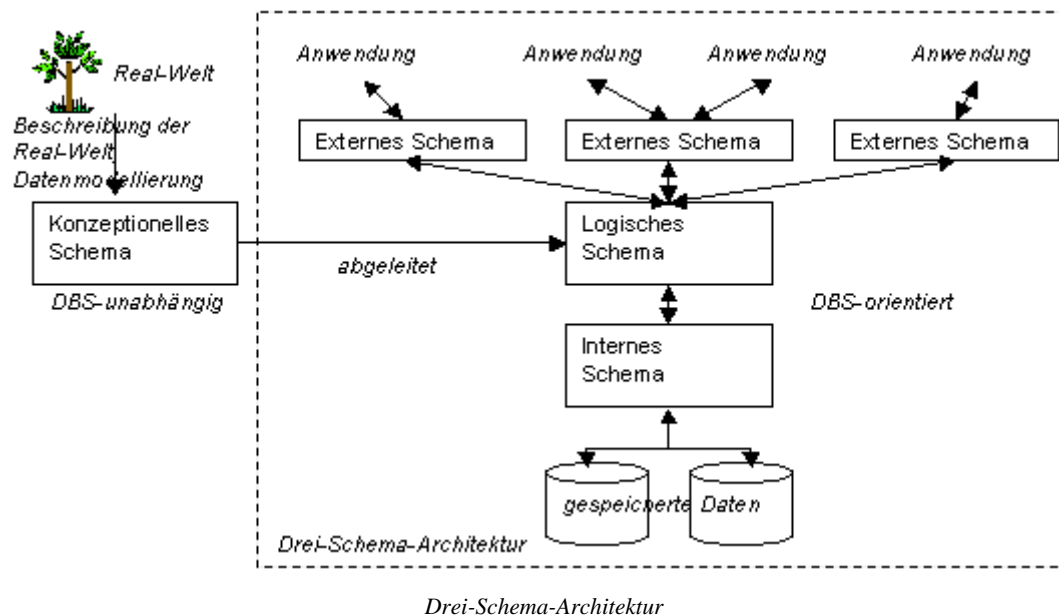 Real-Welt
Beschreibung der
Real-Welt
Datenmodellierung
Konzeptionelles
Schema
DBS-unabhängig
abgeleitet
Anwendung
Anwendung
Anwendung
Anwendung
Externes Schema
Externes Schema
Externes Schema
Logisches
Schema
DBS-orientiert
Internes
Schema
gespeicherte Daten
Drei-Schema-Architektur
Drei-Schema-Architektur